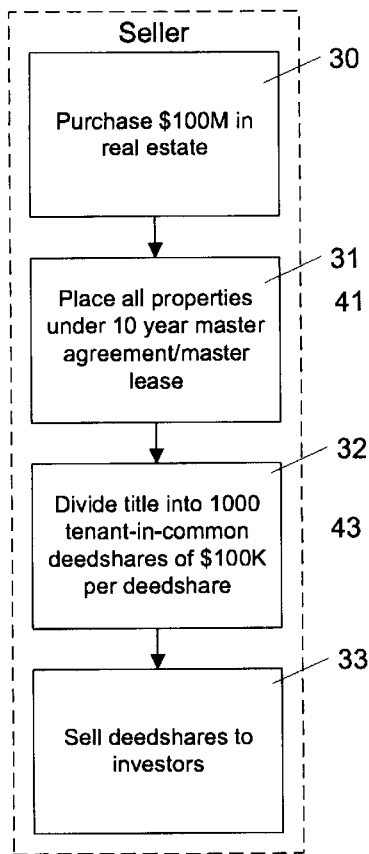 Seller
30
Purchase $100M in
real estate
31
Place all properties
under 10 year master
agreement/master
lease
41
32
Divide title into 1000
tenant-in-common
deedshares of $100K
per deedshare
43
33
Sell deedshares to
investors